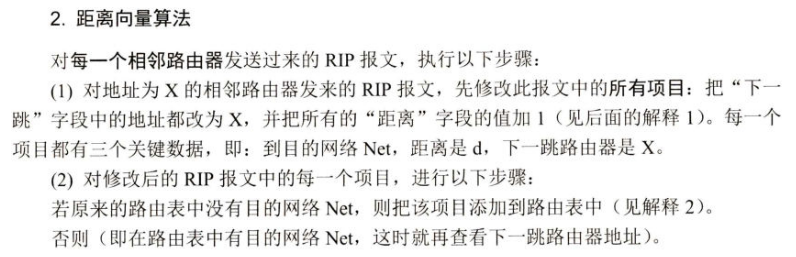 2. 距离向量算法
对每一个相邻路由器发送过来的 RIP 报文，执行以下步骤：
(1) 对地址为 X 的相邻路由器发来的 RIP 报文，先修改此报文中的所有项目：把“下一
跳”字段中的地址都改为 X，并把所有的“距离”字段的值加 1（见后面的解释 1）。每一个
项目都有三个关键数据，即：到目的网络 Net，距离是 d，下一跳路由器是 X。
(2) 对修改后的 RIP 报文中的每一个项目，进行以下步骤：
若原来的路由表中没有目的网络 Net，则把该项目添加到路由表中（见解释 2）。
否则（即在路由表中有目的网络 Net，这时就再查看下一跳路由器地址）。